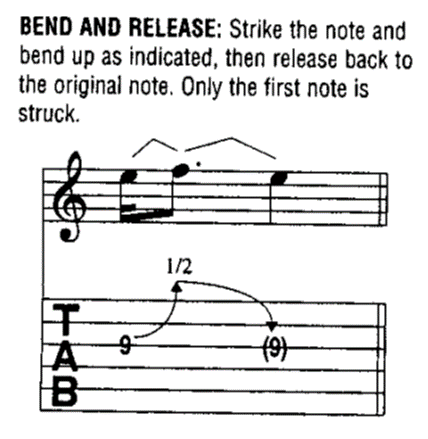 BEND AND RELEASE: Strike the note and
bend up as indicated, then release back to
the original note. Only the first note is
struck.
1/2
T
A
B
9
(9)